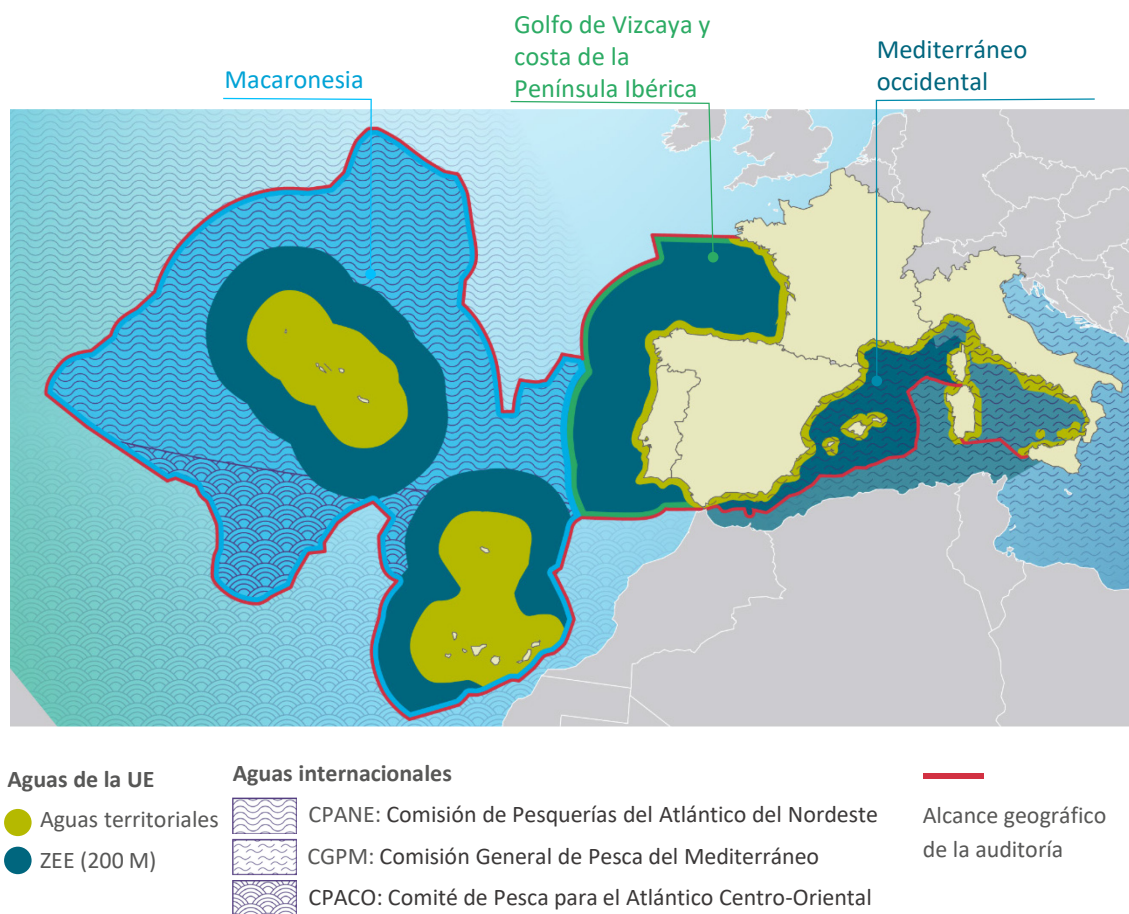 Golfo de Vizcaya y
costa de la
Península Ibérica
Mediterráneo
occidental
Macaronesia
Aguas de la UE
Aguas territoriales
ZEE (200 M)
Aguas internacionales
CPANE: Comisión de Pesquerías del Atlántico del Nordeste
CGPM: Comisión General de Pesca del Mediterráneo
CPACO: Comité de Pesca para el Atlántico Centro-Oriental
Alcance geográfico
de la auditoría